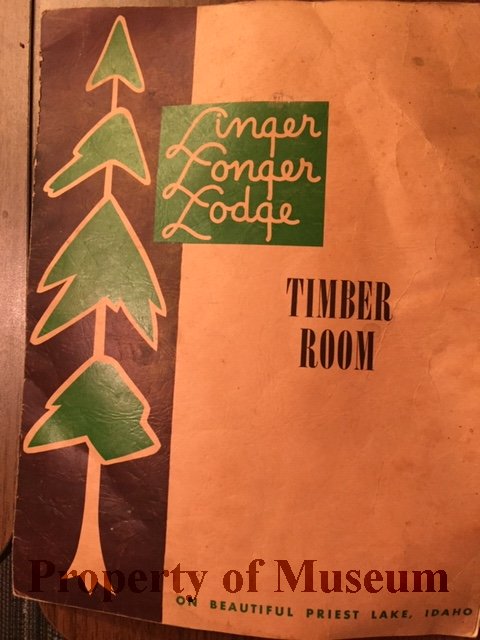 Linger
Longer
Lodge
TIMBER
ROOM
Property of Museum
ON BEAUTIFUL PRIEST LAKE, IDAHO